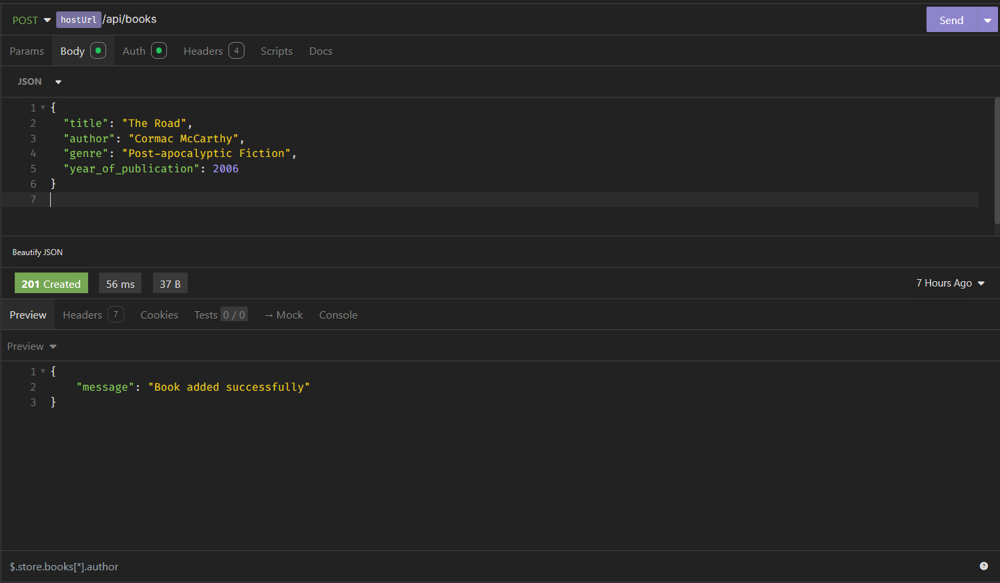 POST hostUrl /api/books Send
Params Body Auth Headers 4 Scripts Docs
JSON
1 {
2 "title": "The Road",
3 "author": "Cormac McCarthy",
4 "genre": "Post-apocalyptic Fiction",
5 "year_of_publication": 2006
6 }
7
Beautify JSON
201 Created 56 ms 37 B 7 Hours Ago
Preview Headers 7 Cookies Tests 0 / 0 → Mock Console
Preview
1 {
2 "message": "Book added successfully"
3 }
$.store.books[*].author ?